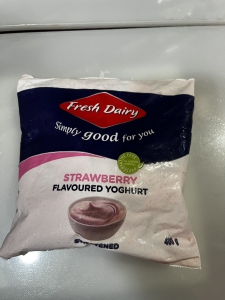 Fresh Dairy
Simply good for you
STRAWBERRY
FLAVOURED YOGHURT